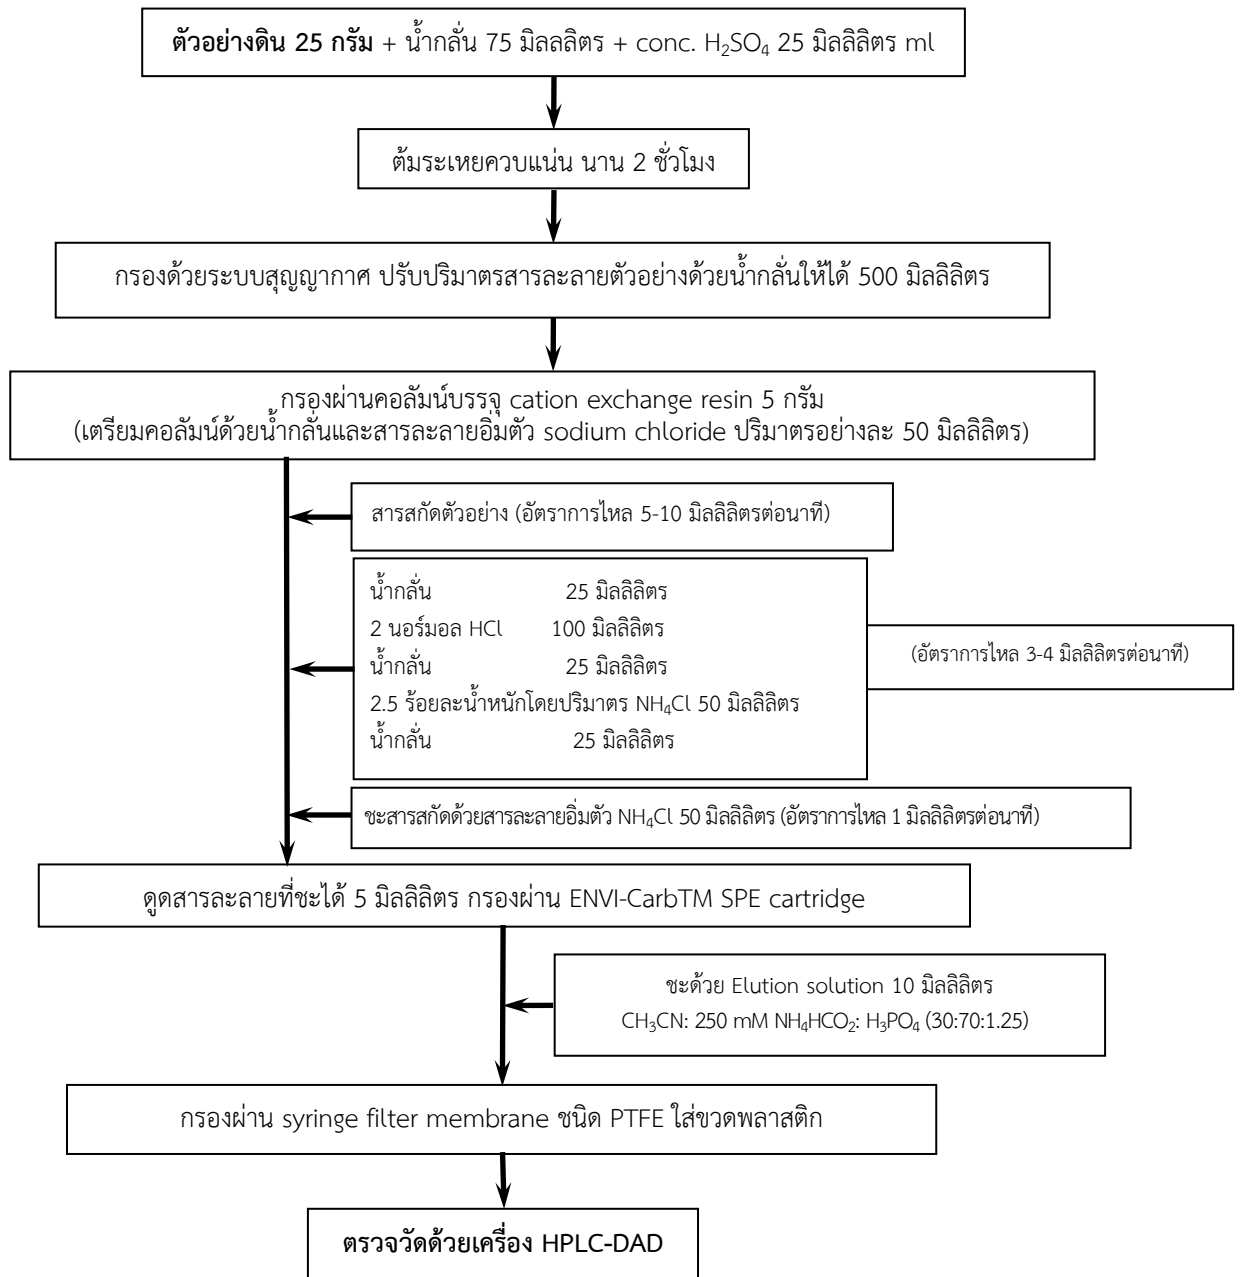 ตัวอย่างดิน 25 กรัม + น้ำกลั่น 75 มิลลลิตร + conc. H₂SO₄ 25 มิลลิลิตร ml
ต้มระเหยควบแน่น นาน 2 ชั่วโมง
กรองด้วยระบบสุญญากาศ ปรับปริมาตรสารละลายตัวอย่างด้วยน้ำกลั่นให้ได้ 500 มิลลิลิตร
กรองผ่านคอลัมน์บรรจุ cation exchange resin 5 กรัม
(เตรียมคอลัมน์ด้วยน้ำกลั่นและสารละลายอิ่มตัว sodium chloride ปริมาตรอย่างละ 50 มิลลิลิตร)
สารสกัดตัวอย่าง (อัตราการไหล 5-10 มิลลิลิตรต่อนาที)
น้ำกลั่น 25 มิลลิลิตร
2 นอร์มอล HCl 100 มิลลิลิตร
น้ำกลั่น 25 มิลลิลิตร
2.5 ร้อยละน้ำหนักโดยปริมาตร NH₄Cl 50 มิลลิลิตร
น้ำกลั่น 25 มิลลิลิตร
(อัตราการไหล 3-4 มิลลิลิตรต่อนาที)
ชะสารสกัดด้วยสารละลายอิ่มตัว NH₄Cl 50 มิลลิลิตร (อัตราการไหล 1 มิลลิลิตรต่อนาที)
ดูดสารละลายที่ชะได้ 5 มิลลิลิตร กรองผ่าน ENVI-CarbTM SPE cartridge
ชะด้วย Elution solution 10 มิลลิลิตร
CH₃CN: 250 mM NH₄HCO₂: H₃PO₄ (30:70:1.25)
กรองผ่าน syringe filter membrane ชนิด PTFE ใส่ขวดพลาสติก
ตรวจวัดด้วยเครื่อง HPLC-DAD